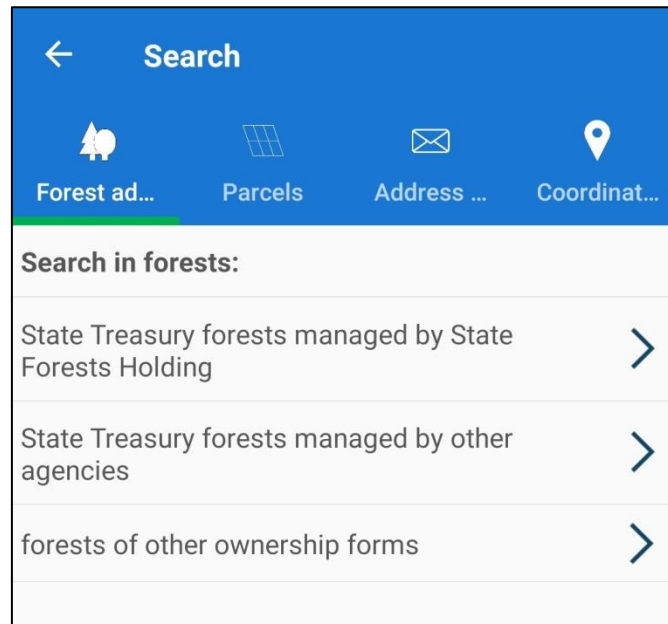 Search
Forest ad...
Parcels
Address ...
Coordinat...
Search in forests:
State Treasury forests managed by State
Forests Holding
State Treasury forests managed by other
agencies
forests of other ownership forms